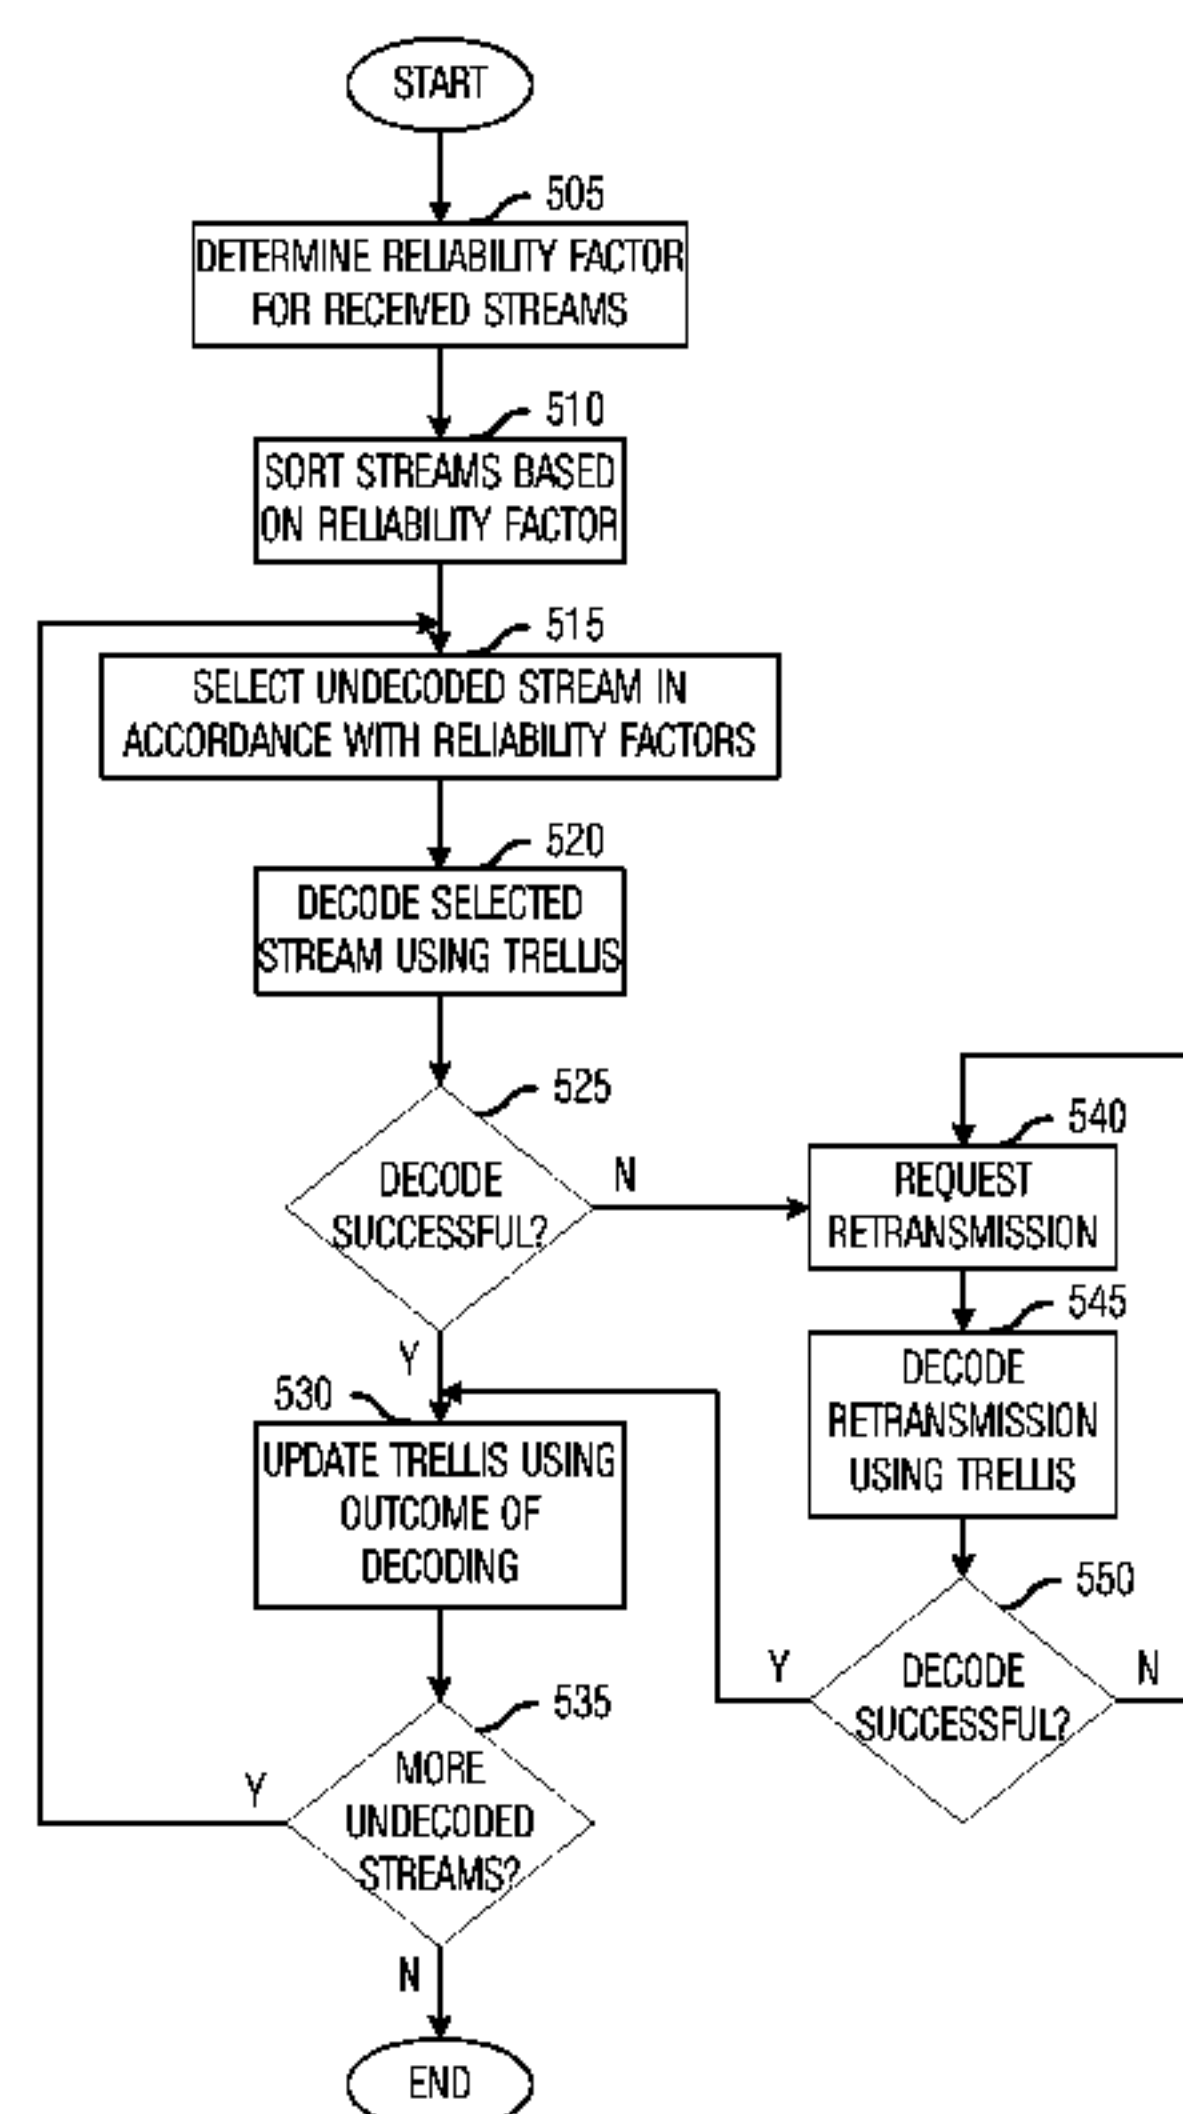 START
505
DETERMINE RELIABILITY FACTOR
FOR RECEIVED STREAMS
510
SORT STREAMS BASED
ON RELIABILITY FACTOR
515
SELECT UNDECODED STREAM IN
ACCORDANCE WITH RELIABILITY FACTORS
520
DECODE SELECTED
STREAM USING TRELLIS
525
DECODE
SUCCESSFUL?
N
Y
540
REQUEST
RETRANSMISSION
545
DECODE
RETRANSMISSION
USING TRELLIS
550
DECODE
SUCCESSFUL?
Y
N
530
UPDATE TRELLIS USING
OUTCOME OF
DECODING
535
MORE
UNDECODED
STREAMS?
Y
N
END